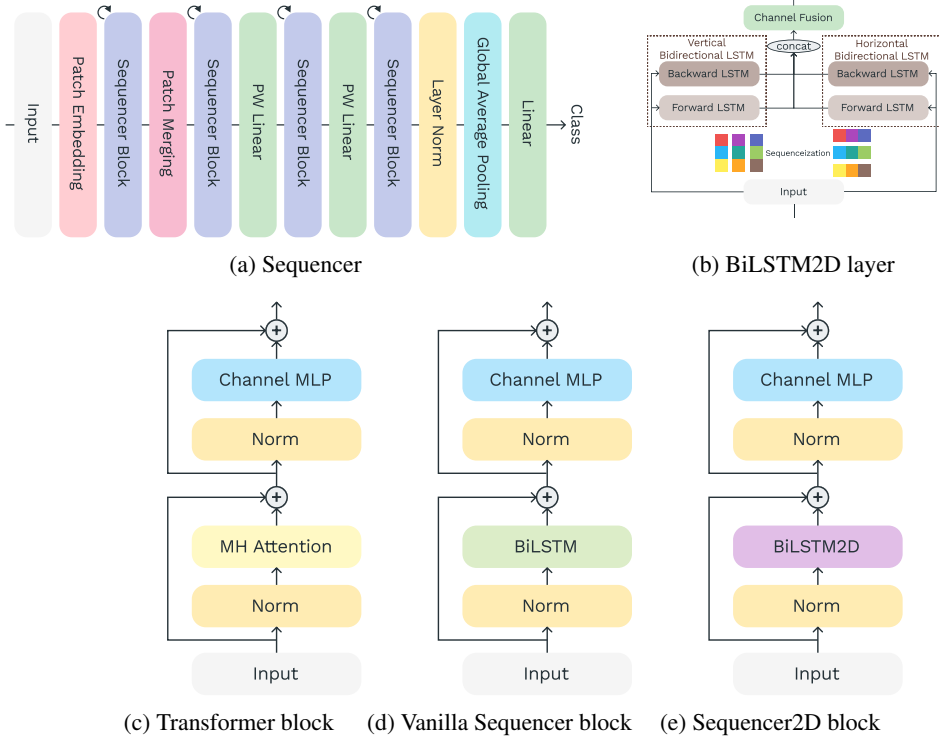 Input
Patch Embedding
Sequencer Block
Patch Merging
Sequencer Block
PW Linear
Sequencer Block
PW Linear
Sequencer Block
Layer Norm
Global Average Pooling
Linear
Class
(a) Sequencer
Channel Fusion
concat
Vertical
Bidirectional LSTM
Horizontal
Bidirectional LSTM
Backward LSTM
Backward LSTM
Forward LSTM
Forward LSTM
Sequenceization
Input
(b) BiLSTM2D layer
+
Channel MLP
Norm
+
MH Attention
Norm
Input
(c) Transformer block
+
Channel MLP
Norm
+
BiLSTM
Norm
Input
(d) Vanilla Sequencer block
+
Channel MLP
Norm
+
BiLSTM2D
Norm
Input
(e) Sequencer2D block